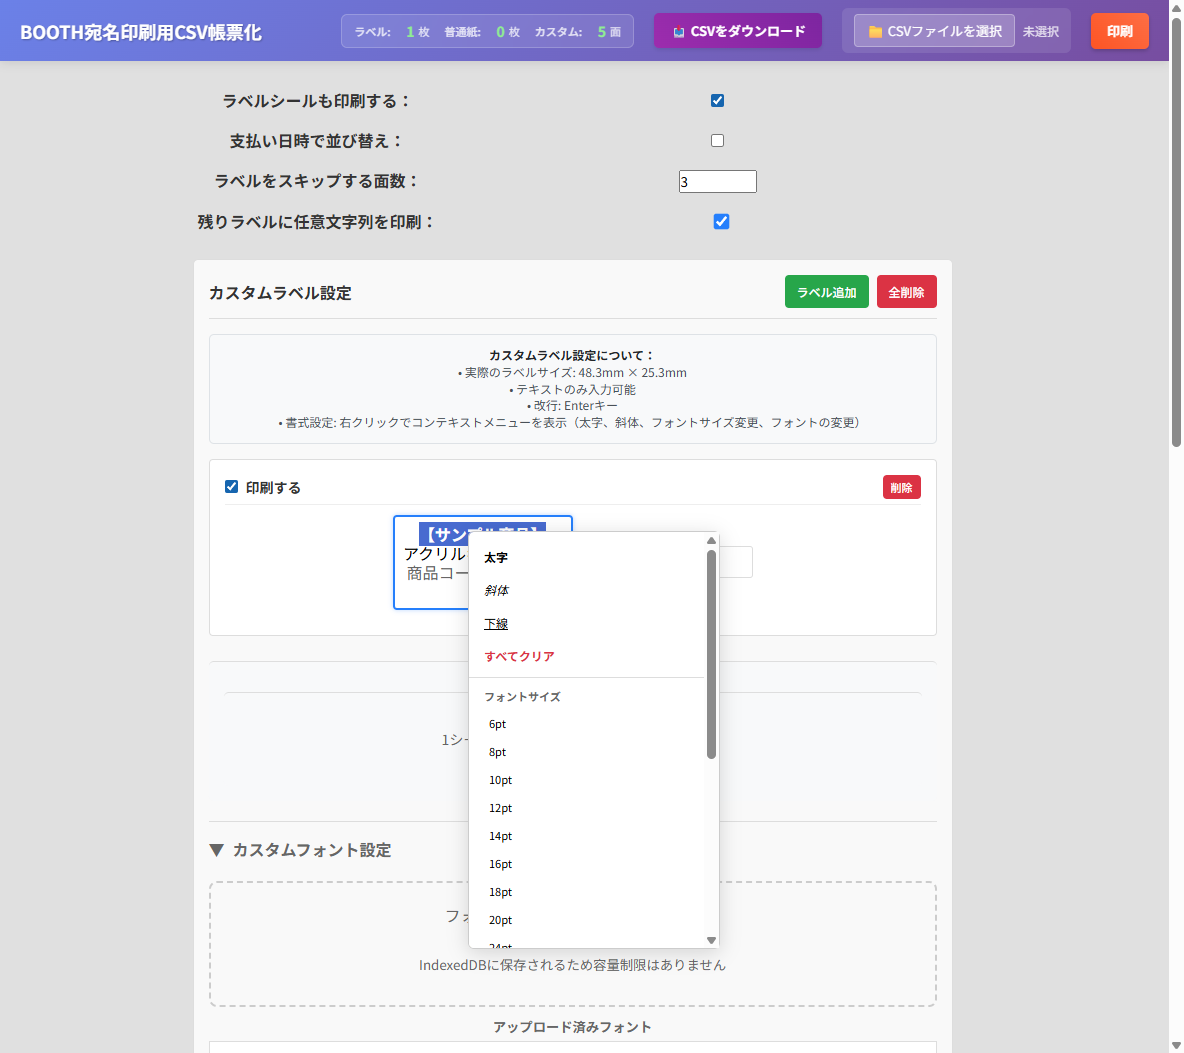 BOOTH宛名印刷用CSV帳票化
ラベル: 1 枚 普通紙: 0 枚 カスタム: 5 面
CSVをダウンロード
CSVファイルを選択 未選択
印刷
ラベルシールも印刷する：
支払い日時で並び替え：
ラベルをスキップする面数：
3
残りラベルに任意文字列を印刷：
カスタムラベル設定
ラベル追加
全削除
カスタムラベル設定について：
• 実際のラベルサイズ: 48.3mm × 25.3mm
• テキストのみ入力可能
• 改行: Enterキー
• 書式設定: 右クリックでコンテキストメニューを表示（太字、斜体、フォントサイズ変更、フォントの変更）
印刷する
削除
【サンプル商品】
アクリル
商品コー
太字
斜体
下線
すべてクリア
フォントサイズ
6pt
8pt
10pt
12pt
14pt
16pt
18pt
20pt
24pt
1シー
▼ カスタムフォント設定
フォ
IndexedDBに保存されるため容量制限はありません
アップロード済みフォント